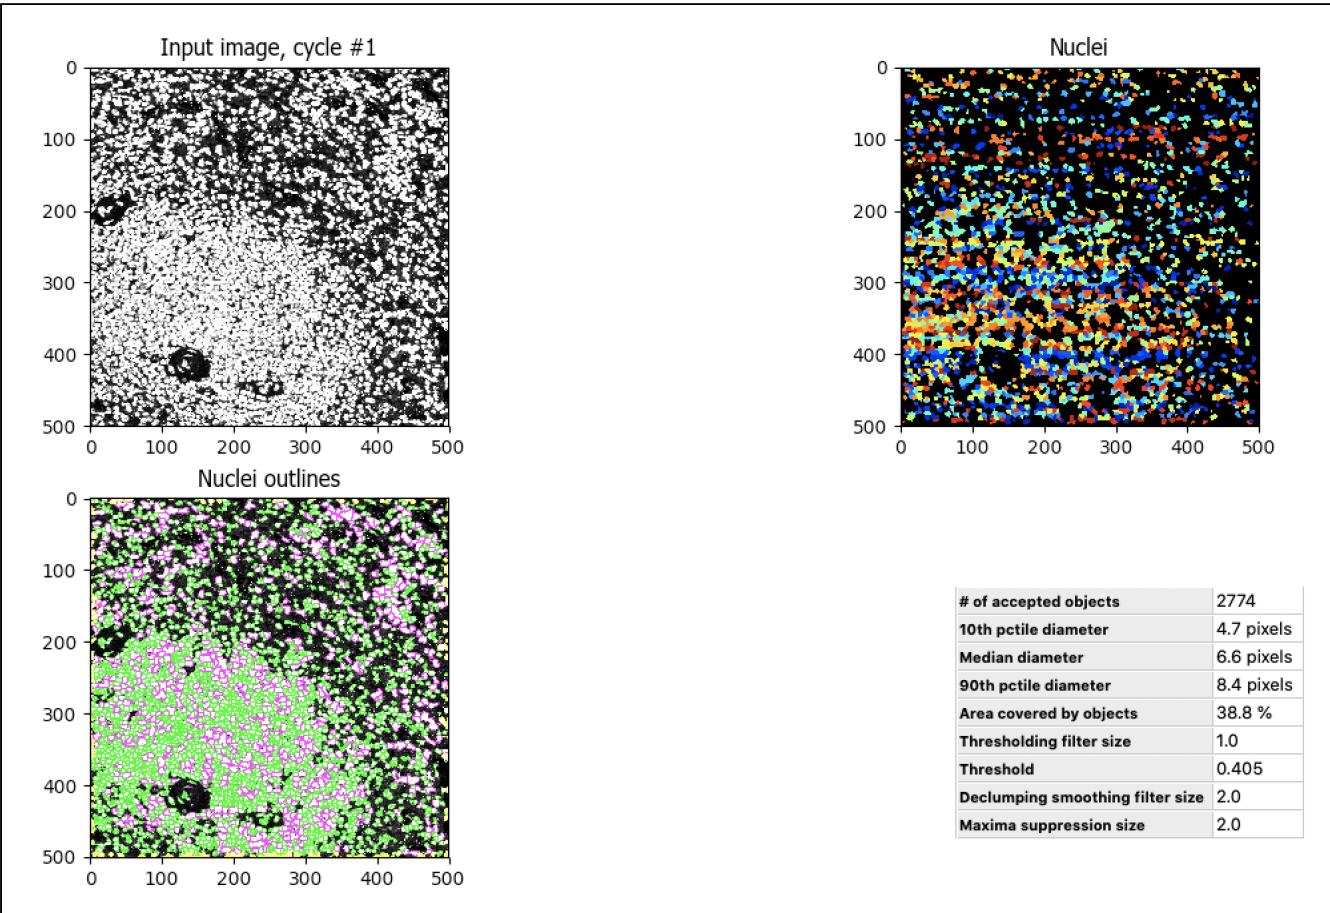 Input image, cycle #1
0
100
200
300
400
500
0 100 200 300 400 500
Nuclei
0
100
200
300
400
500
0 100 200 300 400 500
Nuclei outlines
0
100
200
300
400
500
0 100 200 300 400 500
# of accepted objects 2774
10th pctile diameter 4.7 pixels
Median diameter 6.6 pixels
90th pctile diameter 8.4 pixels
Area covered by objects 38.8 %
Thresholding filter size 1.0
Threshold 0.405
Declumping smoothing filter size 2.0
Maxima suppression size 2.0